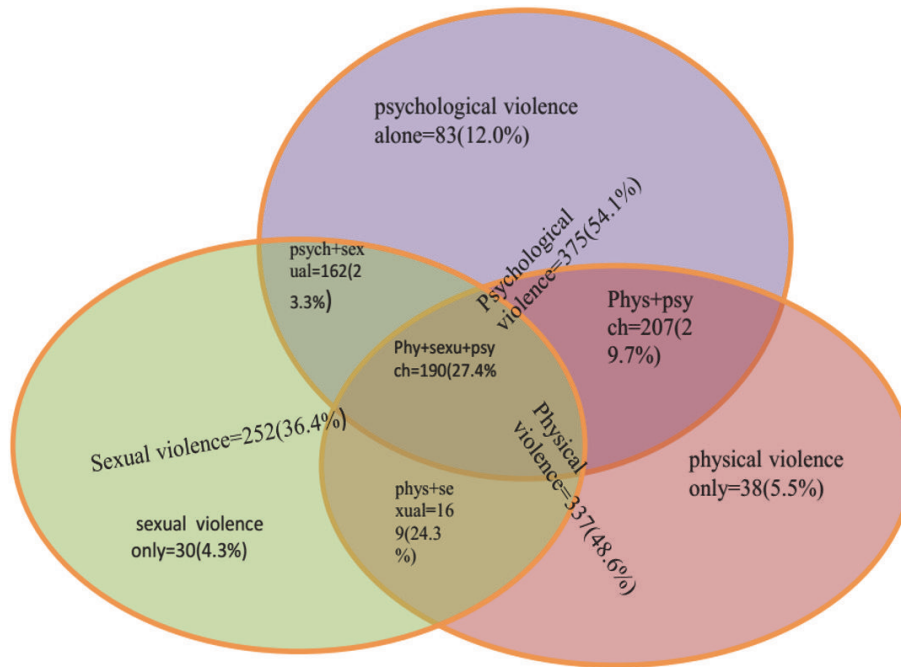 psychological violence
alone=83(12.0%)
Psychological
violence=375(54.1%)
psych+sex
ual=162(2
3.3%)
Phys+psy
ch=207(2
9.7%)
Phy+sexu+psy
ch=190(27.4%
Sexual violence=252(36.4%)
Physical
violence=337(48.6%)
physical violence
only=38(5.5%)
phys+se
xual=16
9(24.3
%)
sexual violence
only=30(4.3%)